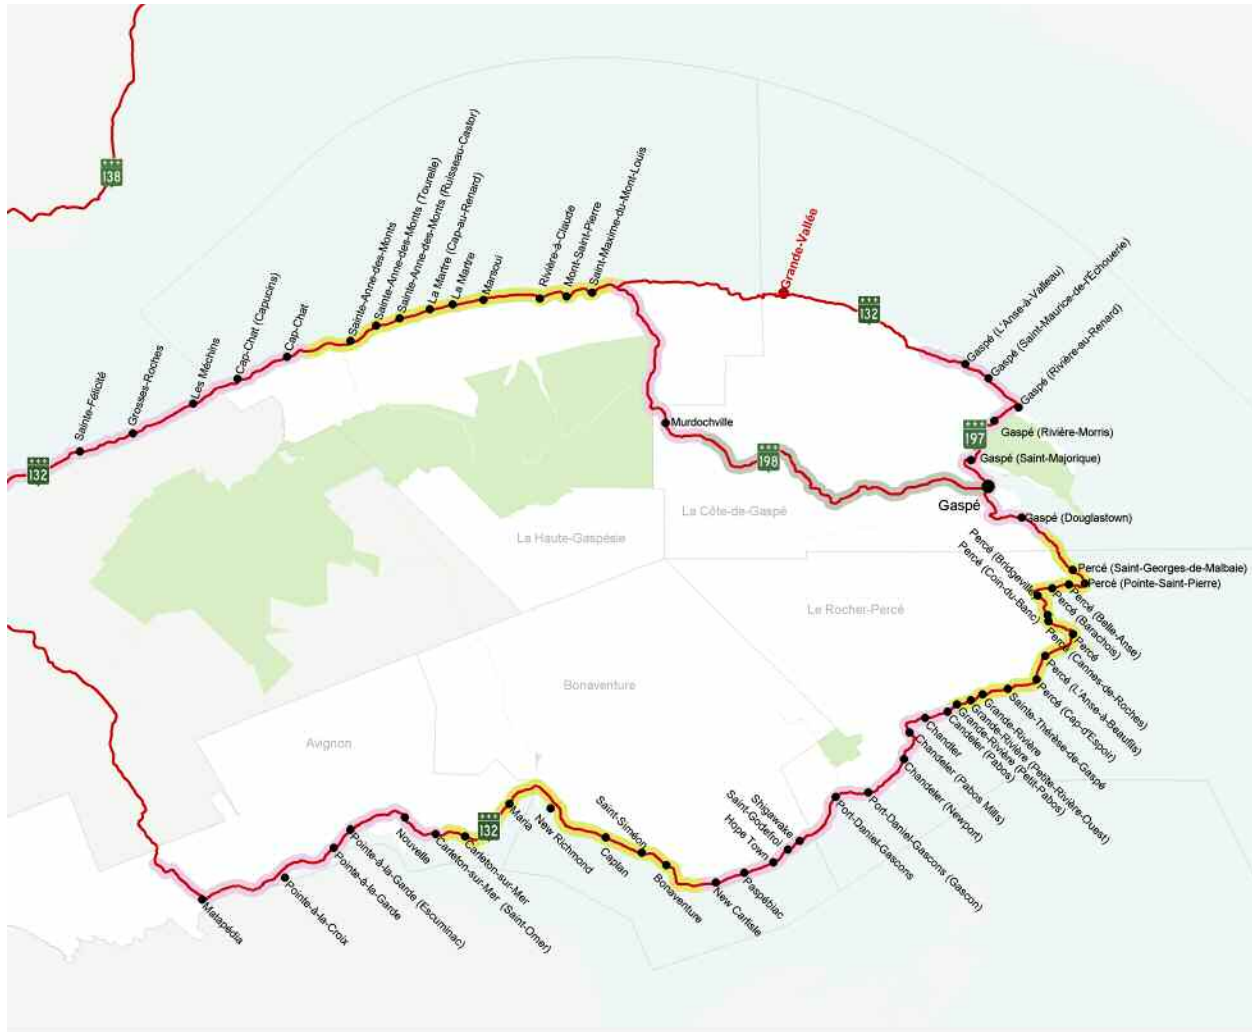 138
Sainte-Félicité
Grosses-Roches
Les Méchins
Cap-Chat (Capucins)
Cap-Chat
Sainte-Anne-des-Monts
Sainte-Anne-des-Monts (Tourelle)
Sainte-Anne-des-Monts (Ruisseau-Castor)
La Martre (Cap-au-Renard)
La Martre
Marsoui
Rivière-à-Claude
Mont-Saint-Pierre
Saint-Maxime-du-Mont-Louis
Grande-Vallée
132
Gaspé (L'Anse-à-Valleau)
Gaspé (Saint-Maurice-de-l'Échouerie)
Gaspé (Rivière-au-Renard)
132
Murdochville
198
197
Gaspé (Rivière-Morris)
Gaspé (Saint-Majorique)
Gaspé
Gaspé (Douglastown)
La Côte-de-Gaspé
La Haute-Gaspésie
Le Rocher-Percé
Bonaventure
Avignon
Percé (Bridgeville)
Percé (Coin-du-Banc)
Percé (Saint-Georges-de-Malbaie)
Percé (Pointe-Saint-Pierre)
Percé (Belle-Anse)
Percé (Barachois)
Percé
Percé (Cannes-de-Roches)
Percé (L'Anse-à-Beaufils)
Percé (Cap-d'Espoir)
Sainte-Thérèse-de-Gaspé
Grande-Rivière
Grande-Rivière (Petite-Rivière-Ouest)
Grande-Rivière (Petit-Pabos)
Candeler (Pabos)
Chandler
Chandeler (Pabos Mills)
Chandeler (Newport)
Port-Daniel-Gascons (Gascon)
Port-Daniel-Gascons
Shigawake
Saint-Godefroi
Hope Town
Paspébiac
New Carlisle
Bonaventure
Saint-Siméon
Caplan
New Richmond
Maria
132
Carleton-sur-Mer
Carleton-sur-Mer (Saint-Omer)
Nouvelle
Pointe-à-la-Garde (Escuminac)
Pointe-à-la-Garde
Pointe-à-la-Croix
Matapédia